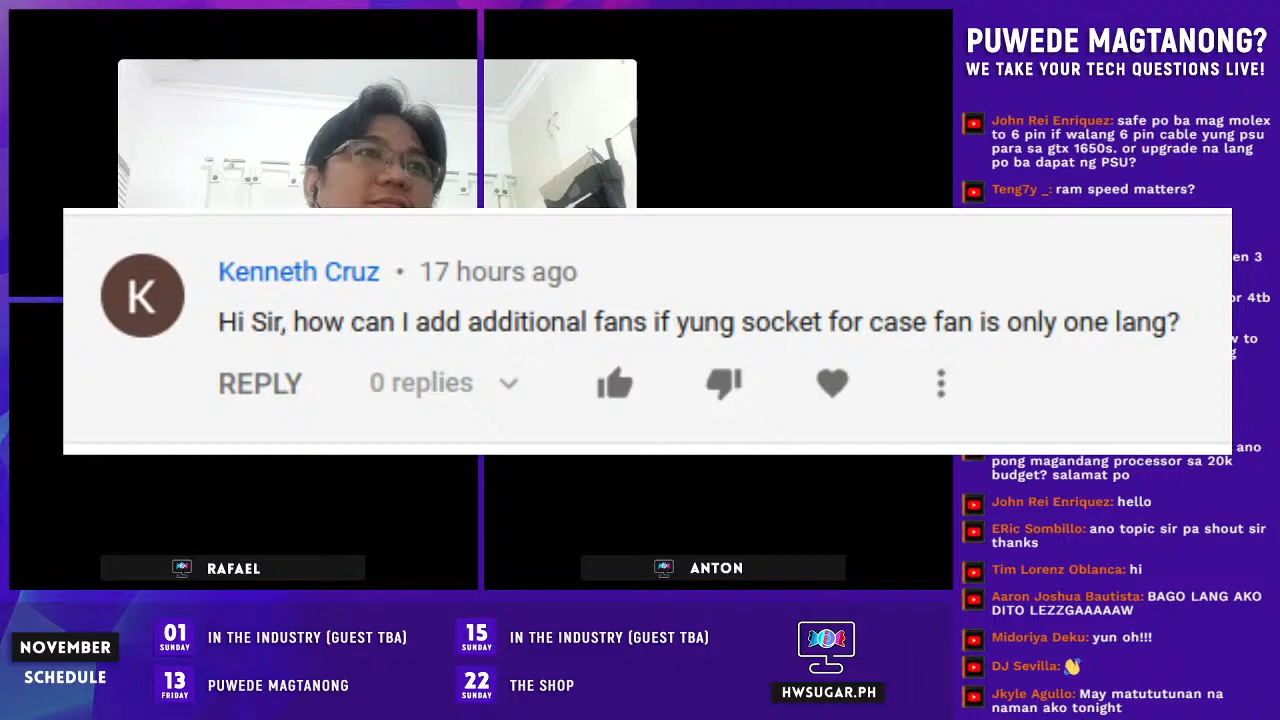 PUWEDE MAGTANONG?
WE TAKE YOUR TECH QUESTIONS LIVE!
John Rei Enriquez: safe po ba mag molex
to 6 pin if walang 6 pin cable yung psu
para sa gtx 1650s. or upgrade na lang
po ba dapat ng PSU?
Teng7y _: ram speed matters?
en 3
or 4tb
w to
K
Kenneth Cruz • 17 hours ago
Hi Sir, how can I add additional fans if yung socket for case fan is only one lang?
REPLY 0 replies
ano
pong magandang processor sa 20k
budget? salamat po
John Rei Enriquez: hello
ERic Sombillo: ano topic sir pa shout sir
thanks
Tim Lorenz Oblanca: hi
Aaron Joshua Bautista: BAGO LANG AKO
DITO LEZZGAAAAAW
Midoriya Deku: yun oh!!!
DJ Sevilla: 👋
Jkyle Agullo: May matututunan na
naman ako tonight
RAFAEL
ANTON
NOVEMBER
SCHEDULE
01 SUNDAY IN THE INDUSTRY (GUEST TBA)
13 FRIDAY PUWEDE MAGTANONG
15 SUNDAY IN THE INDUSTRY (GUEST TBA)
22 SUNDAY THE SHOP
HWSUGAR.PH